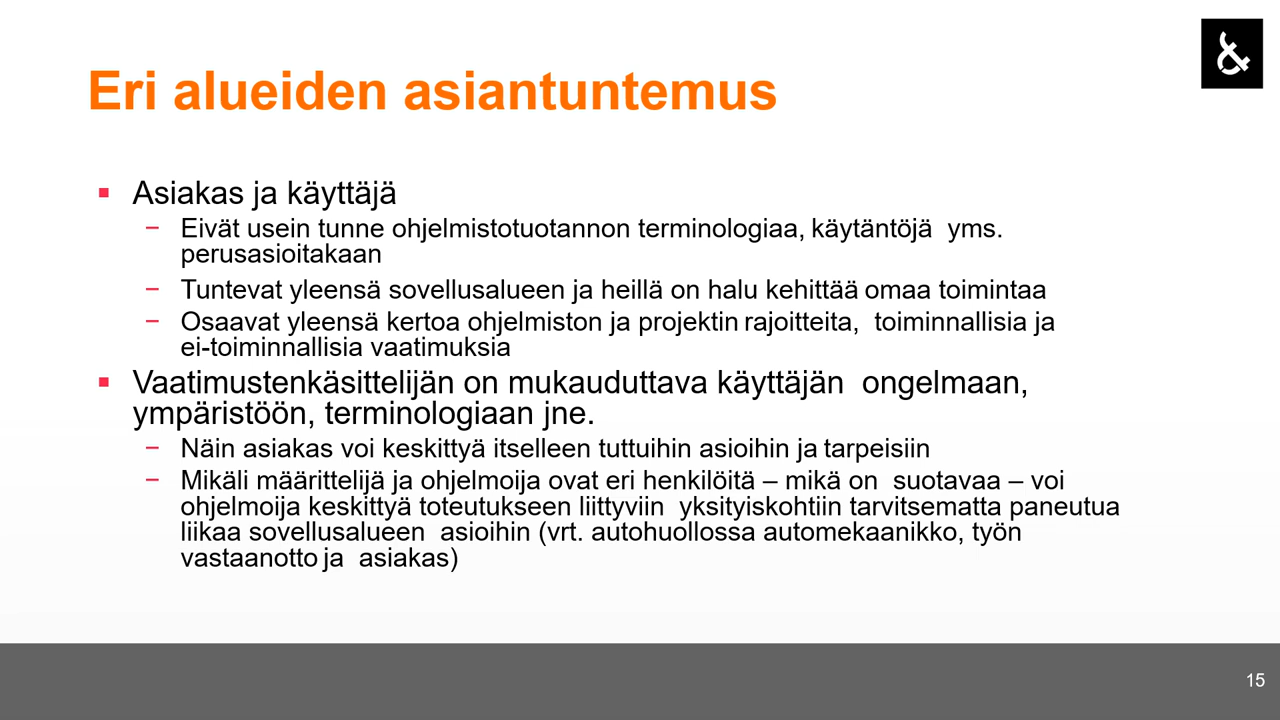 Eri alueiden asiantuntemus
Asiakas ja käyttäjä
Eivät usein tunne ohjelmistotuotannon terminologiaa, käytäntöjä yms.
perusasioitakaan
Tuntevat yleensä sovellusalueen ja heillä on halu kehittää omaa toimintaa
Osaavat yleensä kertoa ohjelmiston ja projektin rajoitteita, toiminnallisia ja
ei-toiminnallisia vaatimuksia
Vaatimustenkäsittelijän on mukauduttava käyttäjän ongelmaan,
ympäristöön, terminologiaan jne.
Näin asiakas voi keskittyä itselleen tuttuihin asioihin ja tarpeisiin
Mikäli määrittelijä ja ohjelmoija ovat eri henkilöitä – mikä on suotavaa – voi
ohjelmoija keskittyä toteutukseen liittyviin yksityiskohtiin tarvitsematta paneutua
liikaa sovellusalueen asioihin (vrt. autohuollossa automekaanikko, työn
vastaanotto ja asiakas)
15